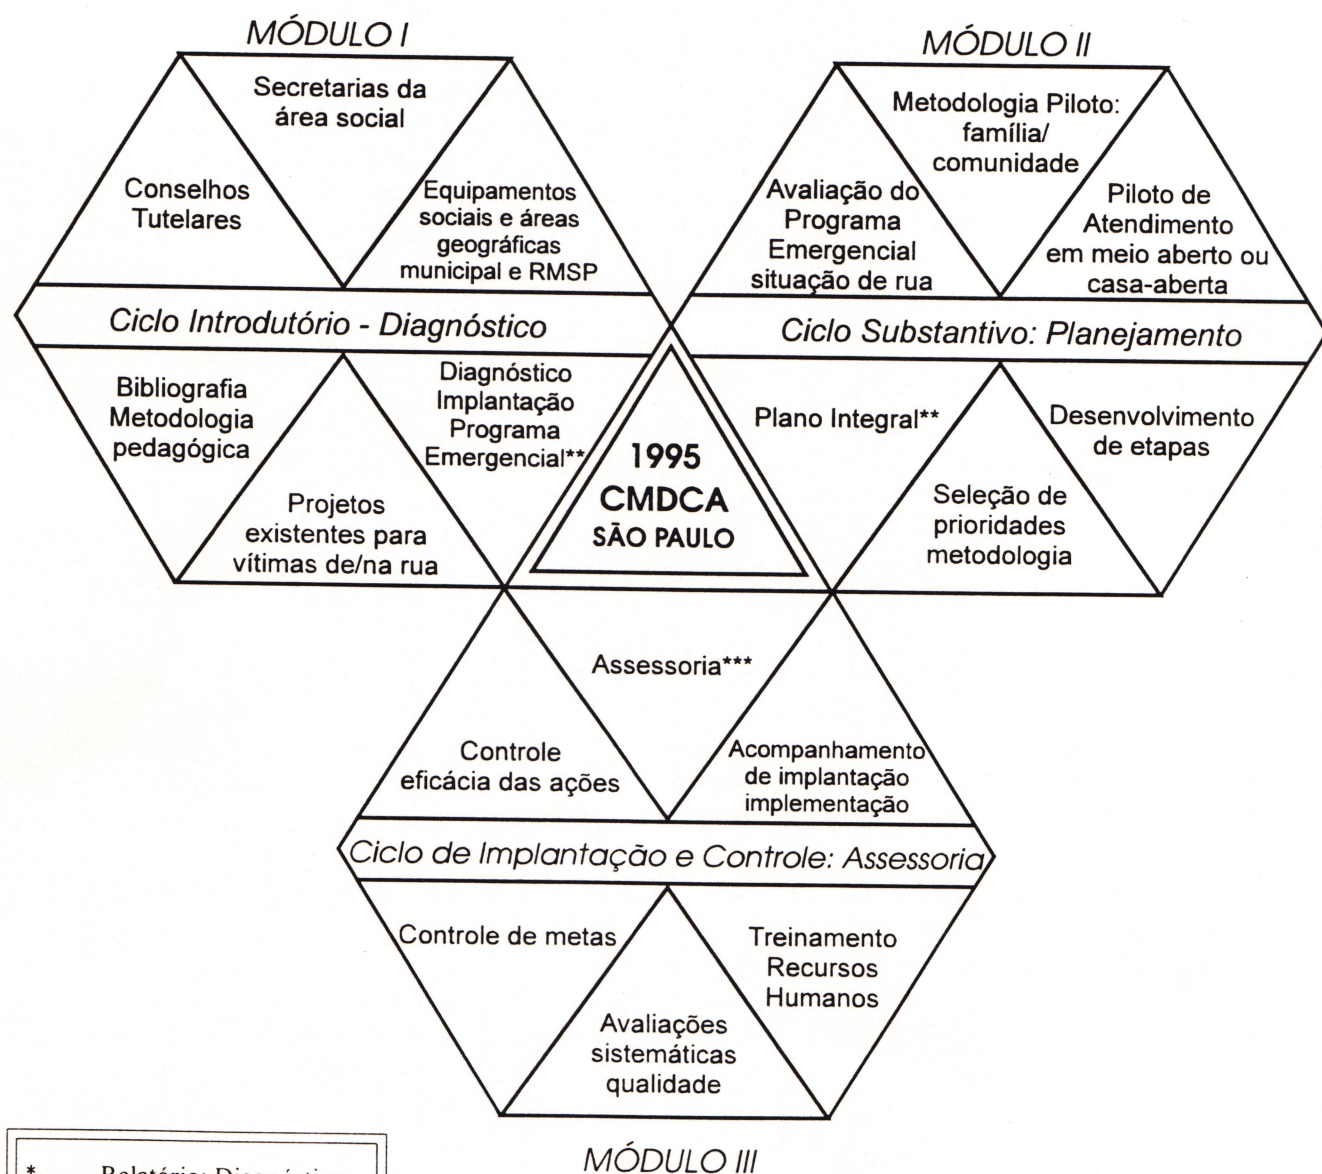 MÓDULO I
Secretarias da
área social
Conselhos
Tutelares
Equipamentos
sociais e áreas
geográficas
municipal e RMSP
Ciclo Introdutório - Diagnóstico
Bibliografia
Metodologia
pedagógica
Projetos
existentes para
vítimas de/na rua
Diagnóstico
Implantação
Programa
Emergencial**
MÓDULO II
Avaliação do
Programa
Emergencial
situação de rua
Metodologia Piloto:
família/
comunidade
Piloto de
Atendimento
em meio aberto ou
casa-aberta
Ciclo Substantivo: Planejamento
Plano Integral**
Seleção de
prioridades
metodologia
Desenvolvimento
de etapas
1995
CMDCA
SÃO PAULO
Assessoria***
Controle
eficácia das ações
Acompanhamento
de implantação
implementação
Ciclo de Implantação e Controle: Assessoria
Controle de metas
Avaliações
sistemáticas
qualidade
Treinamento
Recursos
Humanos
MÓDULO III
* Relatório: Diagnóstico